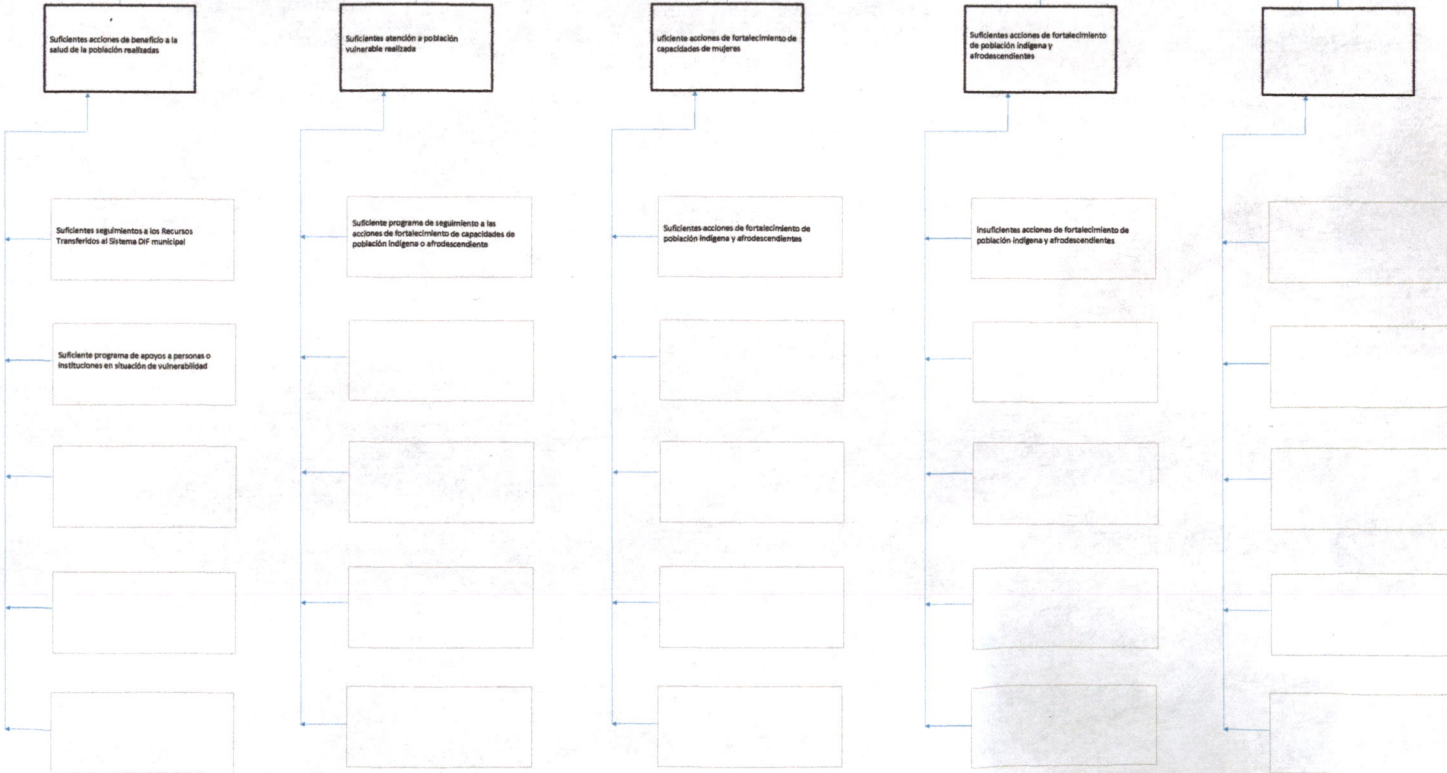 Suficientes acciones de beneficio a la
salud de la población realizadas
Suficientes atención a población
vulnerable realizada
uficiente acciones de fortalecimiento de
capacidades de mujeres
Suficientes acciones de fortalecimiento
de población indígena y
afrodescendientes
Suficientes seguimientos a los Recursos
Transferidos al Sistema DIF municipal
Suficiente programa de seguimiento a las
acciones de fortalecimiento de capacidades de
población indígena o afrodescendiente
Suficientes acciones de fortalecimiento de
población indígena y afrodescendientes
insuficientes acciones de fortalecimiento de
población indígena y afrodescendientes
Suficiente programa de apoyos a personas o
instituciones en situación de vulnerabilidad